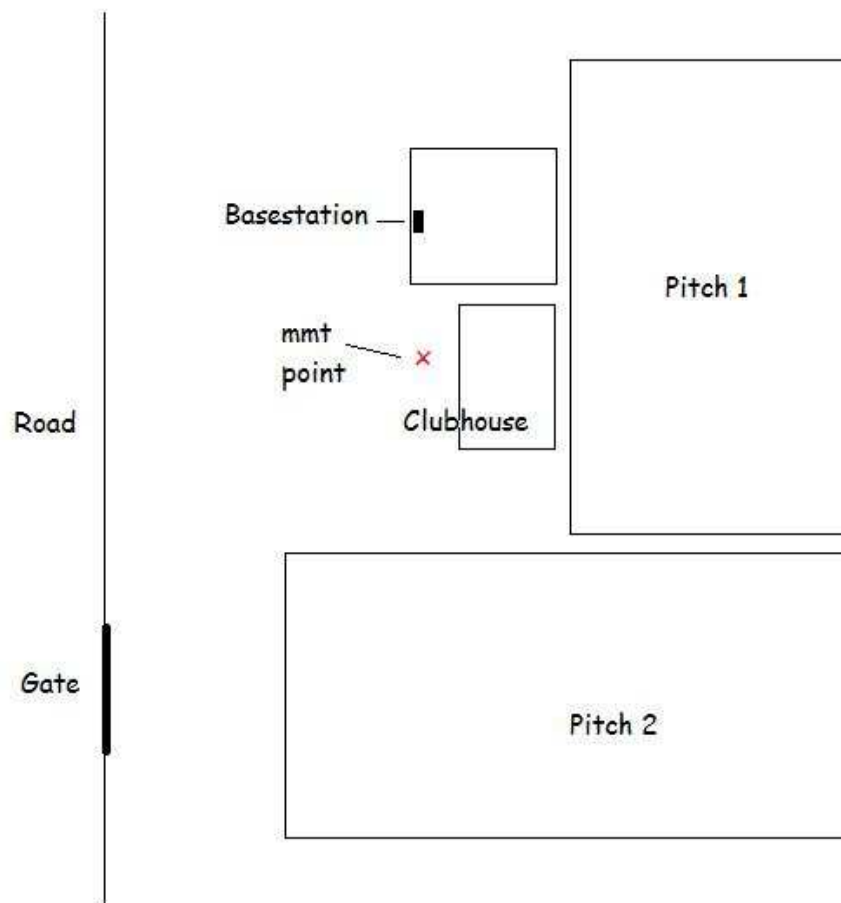 Basestation
Pitch 1
mmt
point
Road
Clubhouse
Gate
Pitch 2